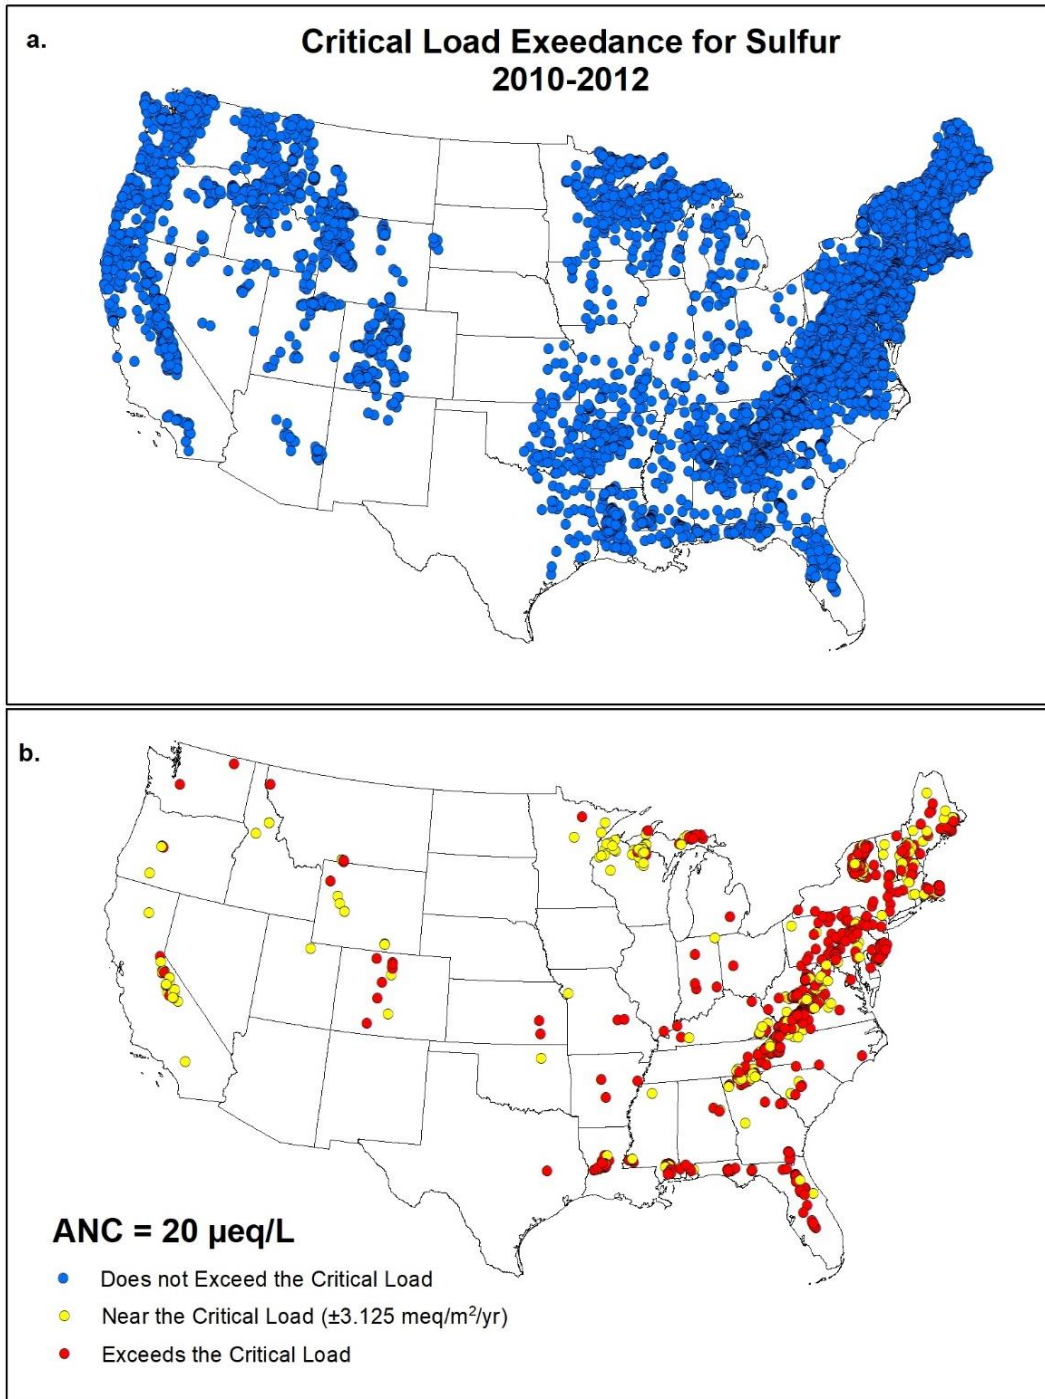 a.
Critical Load Exeedance for Sulfur
2010-2012
b.
ANC = 20 µeq/L
Does not Exceed the Critical Load
Near the Critical Load (±3.125 meq/m²/yr)
Exceeds the Critical Load